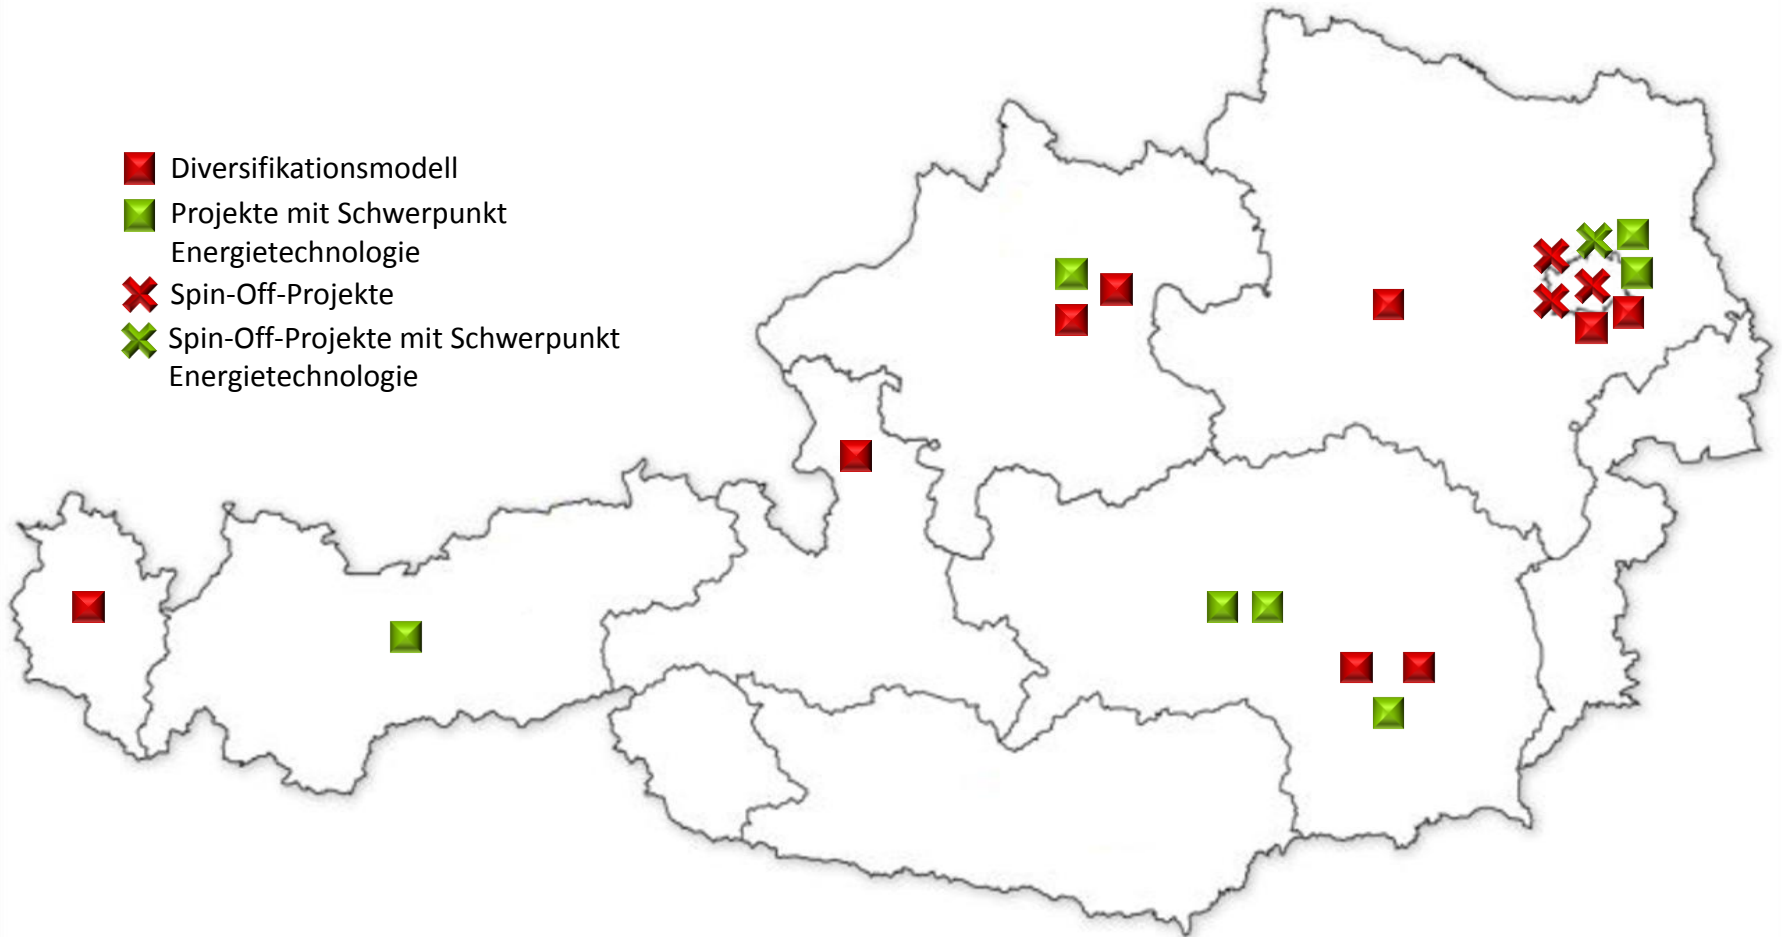 Diversifikationsmodell
Projekte mit Schwerpunkt
Energietechnologie
Spin-Off-Projekte
Spin-Off-Projekte mit Schwerpunkt
Energietechnologie